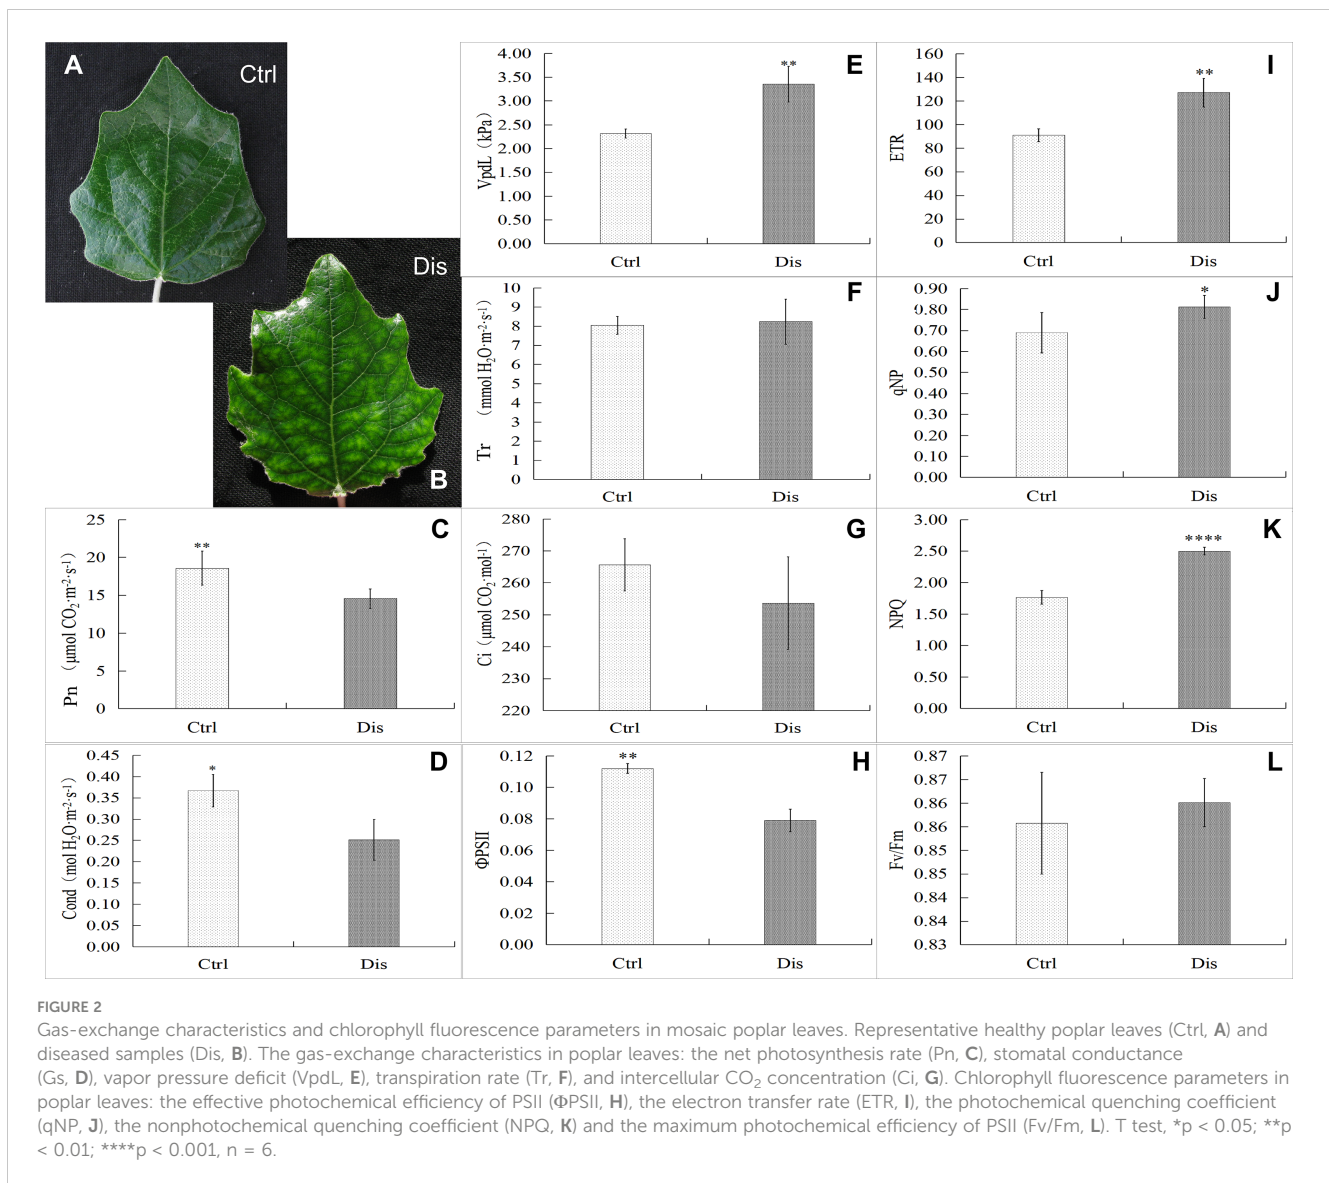 A
Ctrl
Dis
B
C
**
Pn (μmol CO₂·m⁻²·s⁻¹)
25
20
15
10
5
0
Ctrl
Dis
D
*
Cond (mol H₂O·m⁻²·s⁻¹)
0.45
0.40
0.35
0.30
0.25
0.20
0.15
0.10
0.05
0.00
Ctrl
Dis
E
**
VpdL (kPa)
4.00
3.50
3.00
2.50
2.00
1.50
1.00
0.50
0.00
Ctrl
Dis
F
Tr (mmol H₂O·m⁻²·s⁻¹)
10
9
8
7
6
5
4
3
2
1
0
Ctrl
Dis
G
Ci (μmol CO₂·mol⁻¹)
280
270
260
250
240
230
220
Ctrl
Dis
H
**
ΦPSII
0.12
0.10
0.08
0.06
0.04
0.02
0.00
Ctrl
Dis
I
**
ETR
160
140
120
100
80
60
40
20
0
Ctrl
Dis
J
*
qNP
0.90
0.80
0.70
0.60
0.50
0.40
0.30
0.20
0.10
0.00
Ctrl
Dis
K
****
NPQ
3.00
2.50
2.00
1.50
1.00
0.50
0.00
Ctrl
Dis
L
Fv/Fm
0.87
0.87
0.86
0.86
0.85
0.85
0.84
0.84
0.83
Ctrl
Dis
FIGURE 2
Gas-exchange characteristics and chlorophyll fluorescence parameters in mosaic poplar leaves. Representative healthy poplar leaves (Ctrl, A) and
diseased samples (Dis, B). The gas-exchange characteristics in poplar leaves: the net photosynthesis rate (Pn, C), stomatal conductance
(Gs, D), vapor pressure deficit (VpdL, E), transpiration rate (Tr, F), and intercellular CO₂ concentration (Ci, G). Chlorophyll fluorescence parameters in
poplar leaves: the effective photochemical efficiency of PSII (ΦPSII, H), the electron transfer rate (ETR, I), the photochemical quenching coefficient
(qNP, J), the nonphotochemical quenching coefficient (NPQ, K) and the maximum photochemical efficiency of PSII (Fv/Fm, L). T test, *p < 0.05; **p
< 0.01; ****p < 0.001, n = 6.